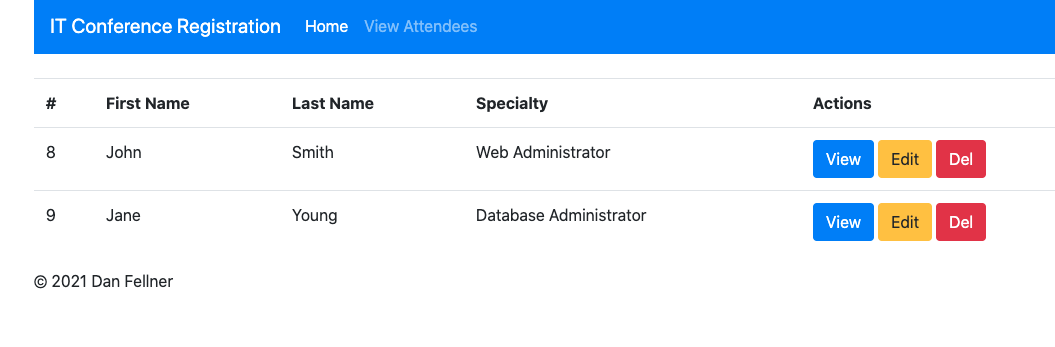 IT Conference Registration Home View Attendees
# First Name Last Name Specialty Actions
8 John Smith Web Administrator View Edit Del
9 Jane Young Database Administrator View Edit Del
© 2021 Dan Fellner